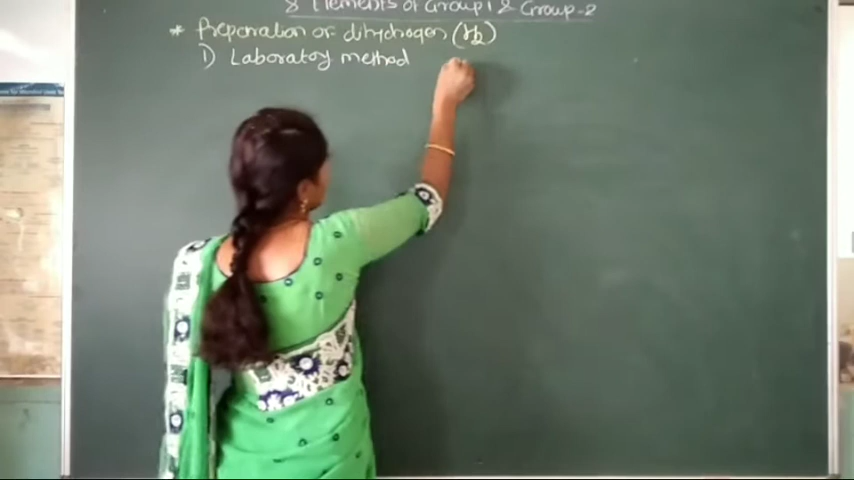 8 Elements of Group 1 & Group-2
* Preparation of dihydrogen (H2)
1) Laboratory method